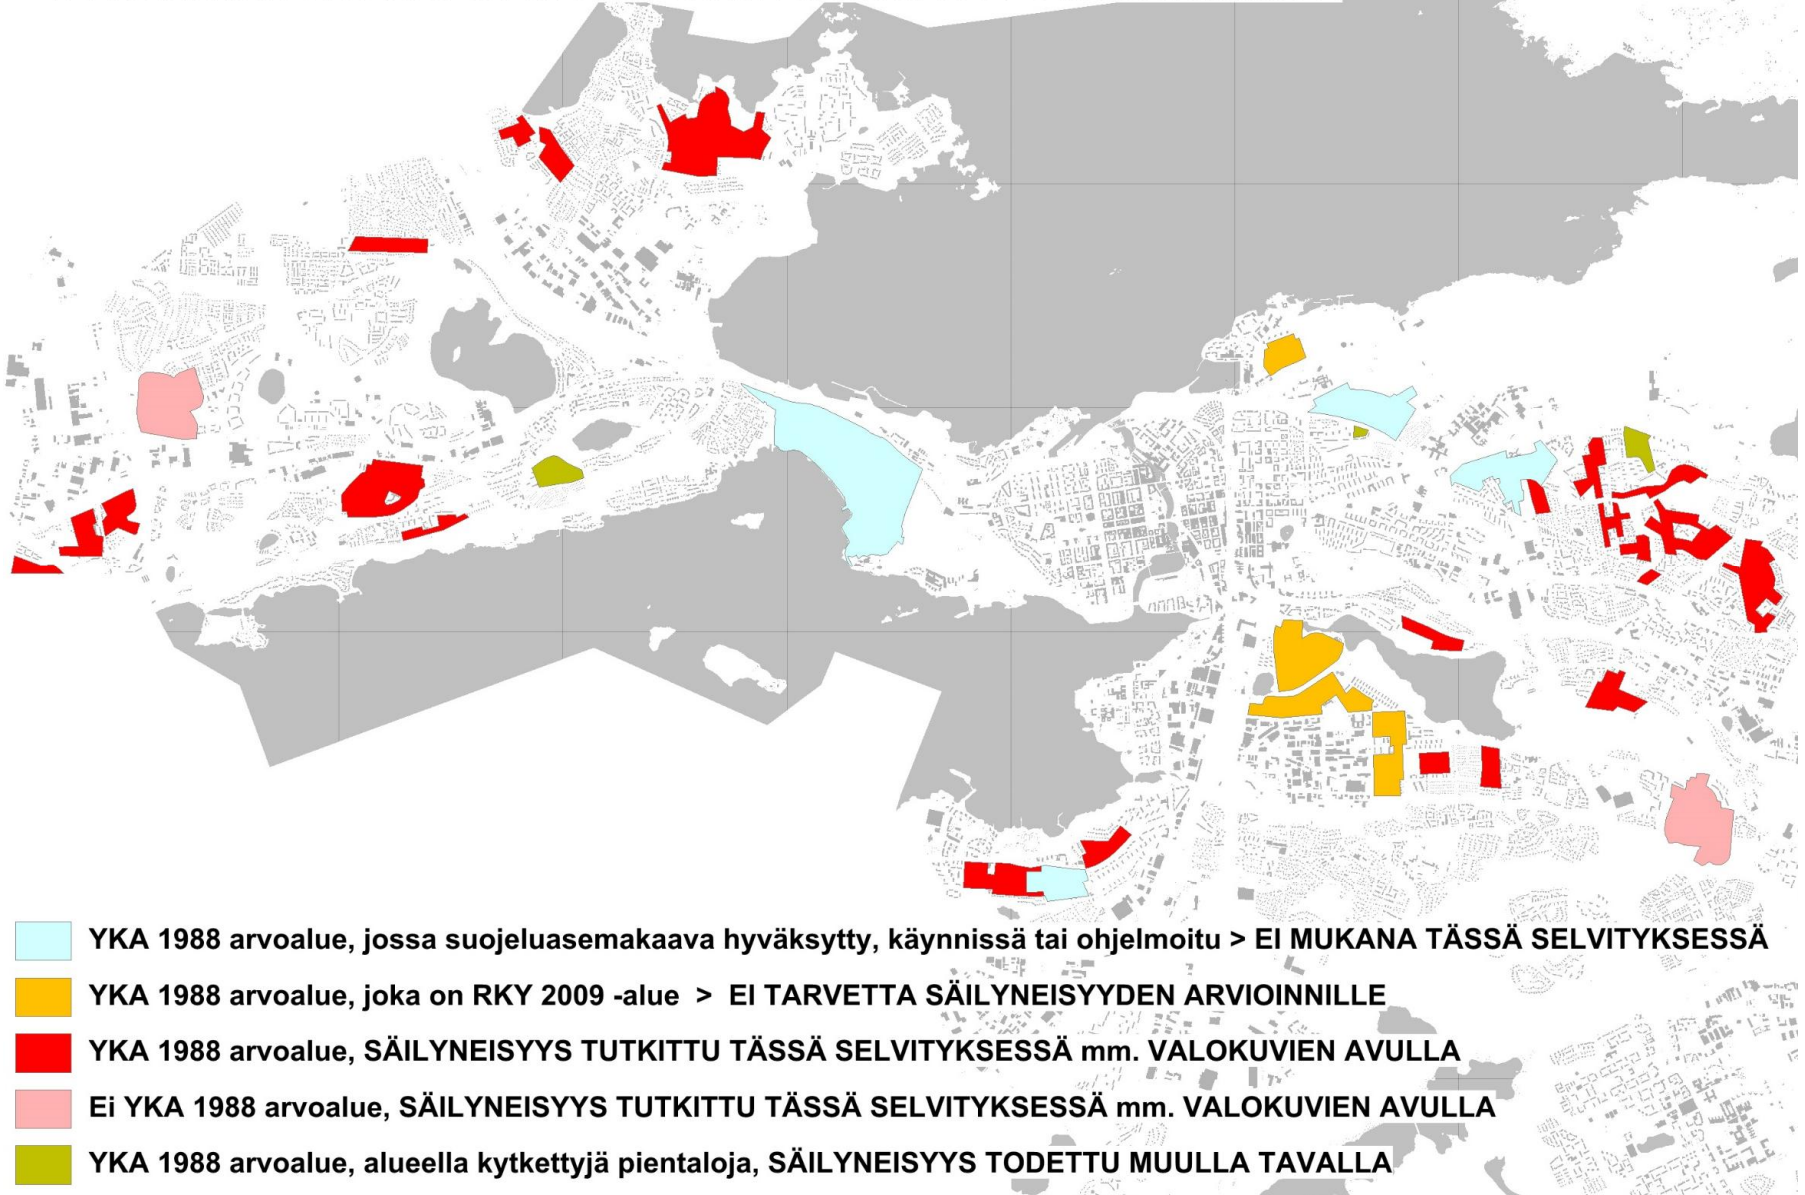 YKA 1988 arvoalue, jossa suojeluasemakaava hyväksytty, käynnissä tai ohjelmoitu > EI MUKANA TÄSSÄ SELVITYKSESSÄ
YKA 1988 arvoalue, joka on RKY 2009 -alue > EI TARVETTA SÄILYNEISYYDEN ARVIOINNILLE
YKA 1988 arvoalue, SÄILYNEISYYS TUTKITTU TÄSSÄ SELVITYKSESSÄ mm. VALOKUVIEN AVULLA
Ei YKA 1988 arvoalue, SÄILYNEISYYS TUTKITTU TÄSSÄ SELVITYKSESSÄ mm. VALOKUVIEN AVULLA
YKA 1988 arvoalue, alueella kytkettyjä pientaloja, SÄILYNEISYYS TODETTU MUULLA TAVALLA